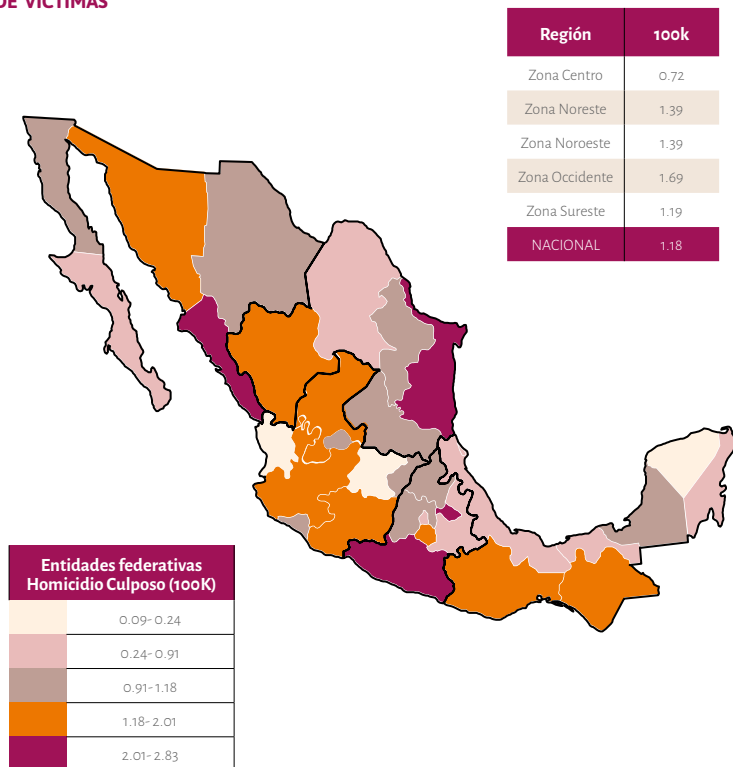 DE VÍCTIMAS
Región 100k
Zona Centro 0.72
Zona Noreste 1.39
Zona Noroeste 1.39
Zona Occidente 1.69
Zona Sureste 1.19
NACIONAL 1.18
Entidades federativas
Homicidio Culposo (100K)
0.09- 0.24
0.24- 0.91
0.91- 1.18
1.18- 2.01
2.01- 2.83